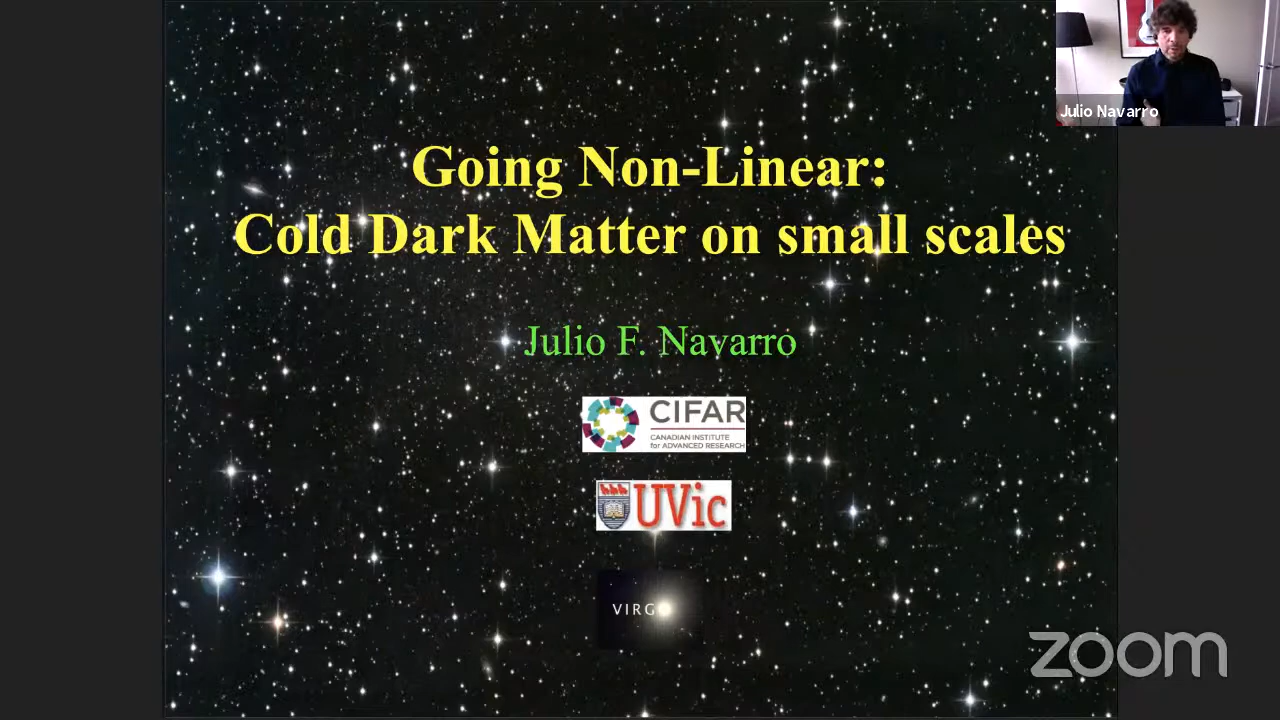 Julio Navarro
Going Non-Linear:
Cold Dark Matter on small scales
Julio F. Navarro
CIFAR
CANADIAN INSTITUTE
for ADVANCED RESEARCH
UVic
VIRGO
zoom